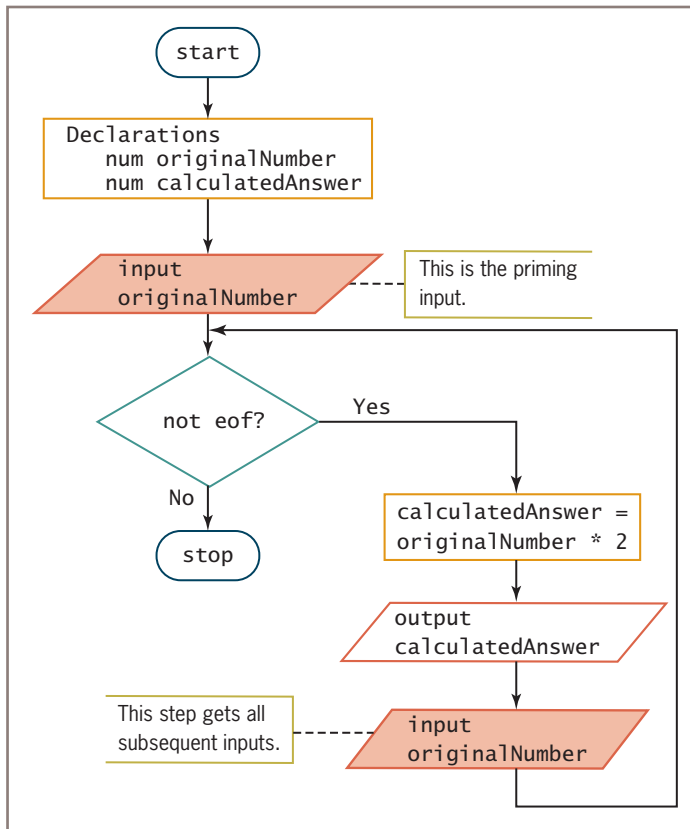 start
Declarations
num originalNumber
num calculatedAnswer
input
originalNumber
This is the priming
input.
not eof?
Yes
No
stop
calculatedAnswer =
originalNumber * 2
output
calculatedAnswer
This step gets all
subsequent inputs.
input
originalNumber